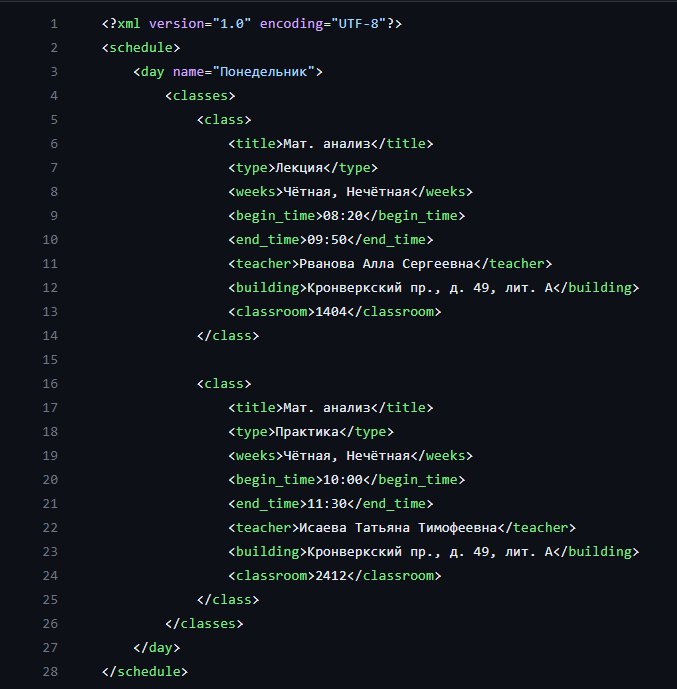 1 <?xml version="1.0" encoding="UTF-8"?>
2 <schedule>
3 <day name="Понедельник">
4 <classes>
5 <class>
6 <title>Мат. анализ</title>
7 <type>Лекция</type>
8 <weeks>Чётная, Нечётная</weeks>
9 <begin_time>08:20</begin_time>
10 <end_time>09:50</end_time>
11 <teacher>Рванова Алла Сергеевна</teacher>
12 <building>Кронверкский пр., д. 49, лит. А</building>
13 <classroom>1404</classroom>
14 </class>
15
16 <class>
17 <title>Мат. анализ</title>
18 <type>Практика</type>
19 <weeks>Чётная, Нечётная</weeks>
20 <begin_time>10:00</begin_time>
21 <end_time>11:30</end_time>
22 <teacher>Исаева Татьяна Тимофеевна</teacher>
23 <building>Кронверкский пр., д. 49, лит. А</building>
24 <classroom>2412</classroom>
25 </class>
26 </classes>
27 </day>
28 </schedule>